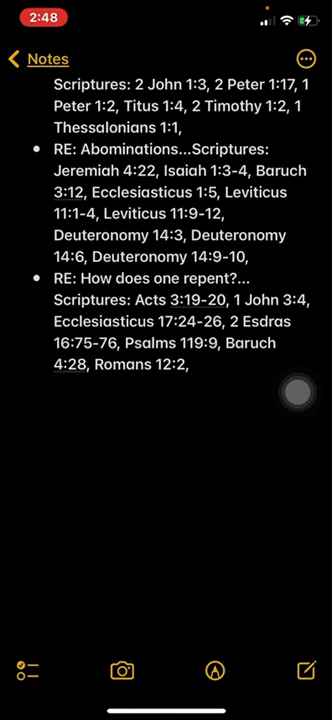 2:48
Notes
Scriptures: 2 John 1:3, 2 Peter 1:17, 1
Peter 1:2, Titus 1:4, 2 Timothy 1:2, 1
Thessalonians 1:1,
• RE: Abominations...Scriptures:
Jeremiah 4:22, Isaiah 1:3-4, Baruch
3:12, Ecclesiasticus 1:5, Leviticus
11:1-4, Leviticus 11:9-12,
Deuteronomy 14:3, Deuteronomy
14:6, Deuteronomy 14:9-10,
• RE: How does one repent?...
Scriptures: Acts 3:19-20, 1 John 3:4,
Ecclesiasticus 17:24-26, 2 Esdras
16:75-76, Psalms 119:9, Baruch
4:28, Romans 12:2,